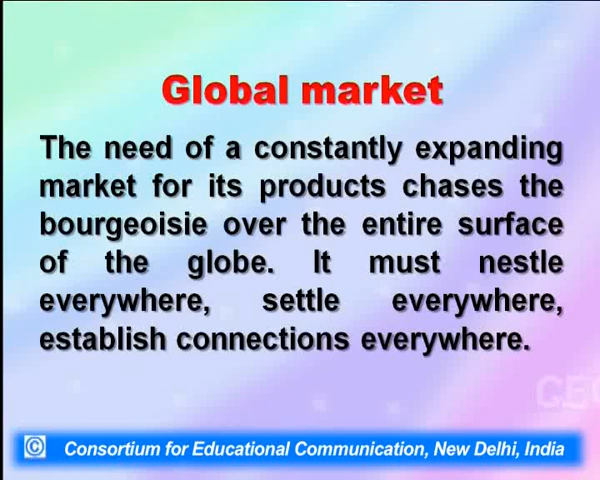 Global market
The need of a constantly expanding
market for its products chases the
bourgeoisie over the entire surface
of the globe. It must nestle
everywhere, settle everywhere,
establish connections everywhere.
CEC
© Consortium for Educational Communication, New Delhi, India